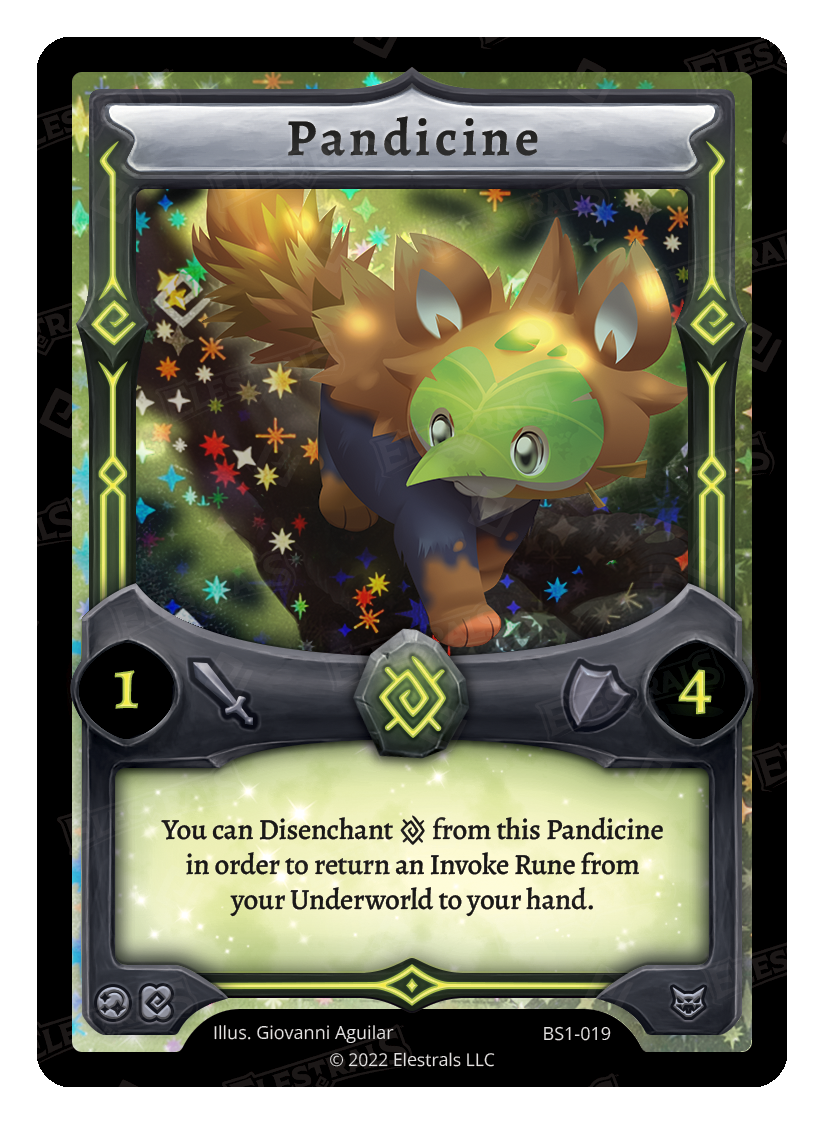 Pandicine
1
4
You can Disenchant from this Pandicine
in order to return an Invoke Rune from
your Underworld to your hand.
Illus. Giovanni Aguilar
BS1-019
© 2022 Elestrals LLC
ELESTRALS